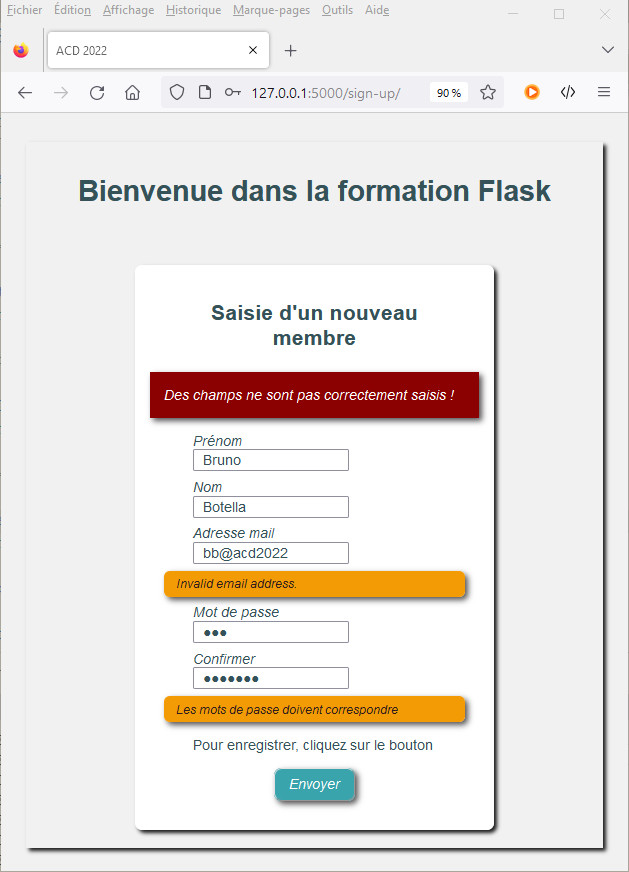 Fichier Édition Affichage Historique Marque-pages Outils Aide
ACD 2022
127.0.0.1:5000/sign-up/ 90 %
Bienvenue dans la formation Flask
Saisie d'un nouveau
membre
Des champs ne sont pas correctement saisis !
Prénom
Bruno
Nom
Botella
Adresse mail
bb@acd2022
Invalid email address.
Mot de passe
●●●
Confirmer
●●●●●●●
Les mots de passe doivent correspondre
Pour enregistrer, cliquez sur le bouton
Envoyer